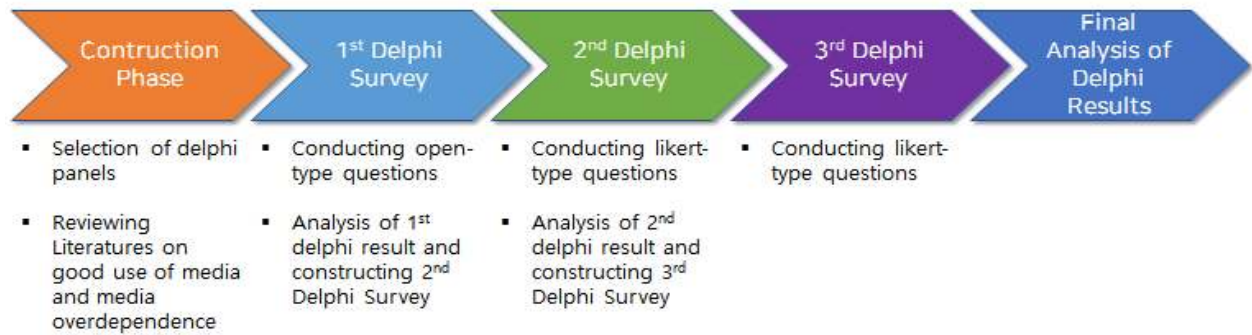 Contruction
Phase
1st Delphi
Survey
2nd Delphi
Survey
3rd Delphi
Survey
Final
Analysis of
Delphi
Results
▪ Selection of delphi
panels
▪ Reviewing
Literatures on
good use of media
and media
overdependence
▪ Conducting open-
type questions
▪ Analysis of 1st
delphi result and
constructing 2nd
Delphi Survey
▪ Conducting likert-
type questions
▪ Analysis of 2nd
delphi result and
constructing 3rd
Delphi Survey
▪ Conducting likert-
type questions